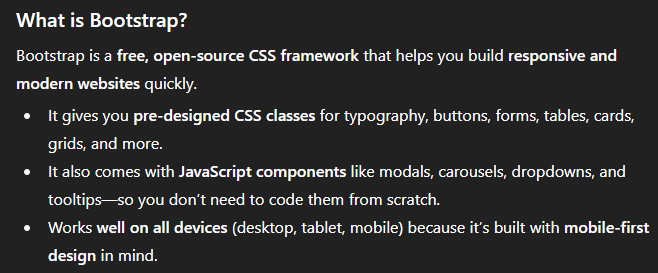 What is Bootstrap?
Bootstrap is a free, open-source CSS framework that helps you build responsive and
modern websites quickly.
• It gives you pre-designed CSS classes for typography, buttons, forms, tables, cards,
grids, and more.
• It also comes with JavaScript components like modals, carousels, dropdowns, and
tooltips—so you don’t need to code them from scratch.
• Works well on all devices (desktop, tablet, mobile) because it’s built with mobile-first
design in mind.